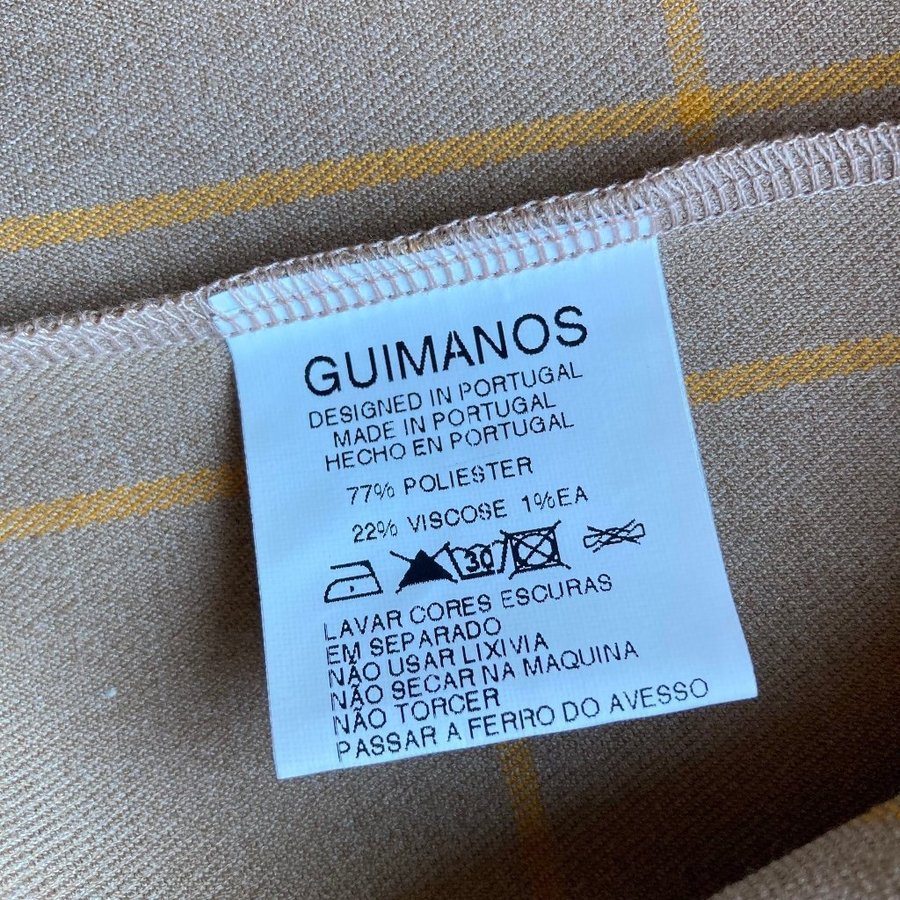 GUIMANOS
DESIGNED IN PORTUGAL
MADE IN PORTUGAL
HECHO EN PORTUGAL
77% POLIESTER
22% VISCOSE 1%EA
30
LAVAR CORES ESCURAS
EM SEPARADO
NÃO USAR LIXIVIA
NÃO SECAR NA MAQUINA
NÃO TORCER
PASSAR A FERRO DO AVESSO